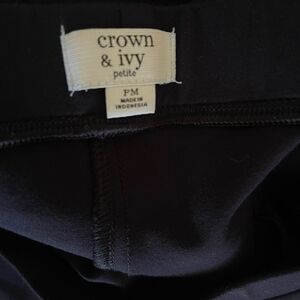 crown
& ivy
petite
PM
MADE IN
INDONESIA